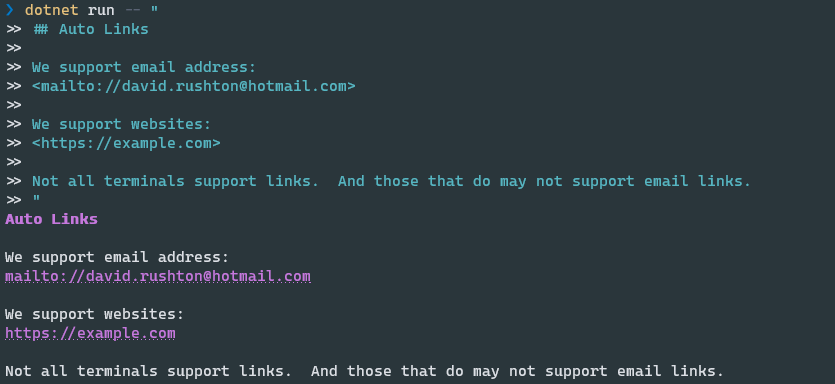 ❯ dotnet run -- "
>> ## Auto Links
>>
>> We support email address:
>> <mailto://david.rushton@hotmail.com>
>>
>> We support websites:
>> <https://example.com>
>>
>> Not all terminals support links.  And those that do may not support email links.
>> "
Auto Links
We support email address:
mailto://david.rushton@hotmail.com
We support websites:
https://example.com
Not all terminals support links.  And those that do may not support email links.